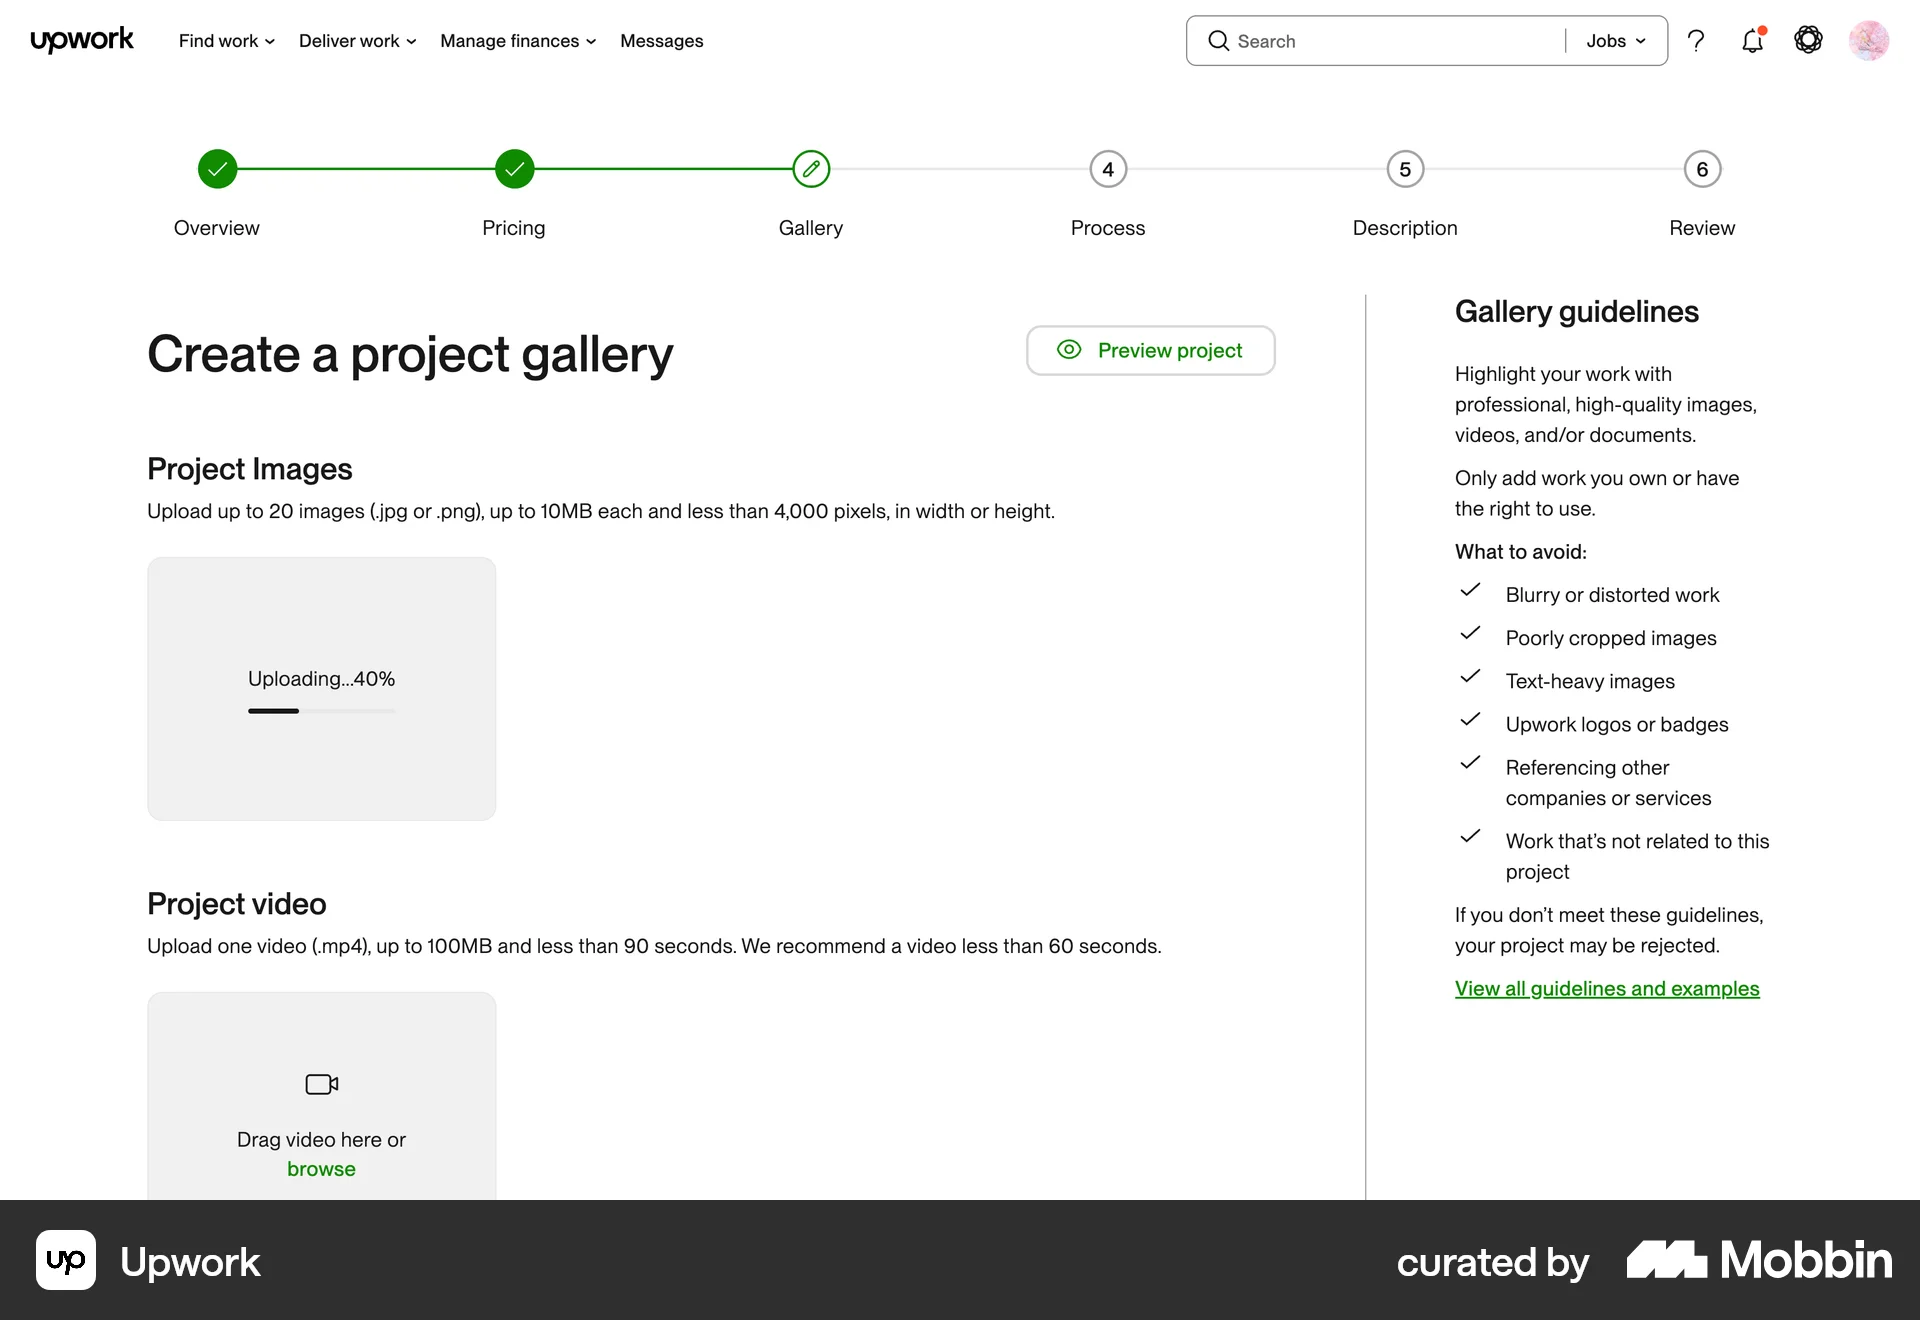 upwork
Find work
Deliver work
Manage finances
Messages
Search
Jobs
Overview
Pricing
Gallery
4
Process
5
Description
6
Review
Create a project gallery
Preview project
Project Images
Upload up to 20 images (.jpg or .png), up to 10MB each and less than 4,000 pixels, in width or height.
Uploading...40%
Project video
Upload one video (.mp4), up to 100MB and less than 90 seconds. We recommend a video less than 60 seconds.
Drag video here or
browse
Gallery guidelines
Highlight your work with
professional, high-quality images,
videos, and/or documents.
Only add work you own or have
the right to use.
What to avoid:
Blurry or distorted work
Poorly cropped images
Text-heavy images
Upwork logos or badges
Referencing other
companies or services
Work that’s not related to this
project
If you don’t meet these guidelines,
your project may be rejected.
View all guidelines and examples
up
Upwork
curated by
Mobbin